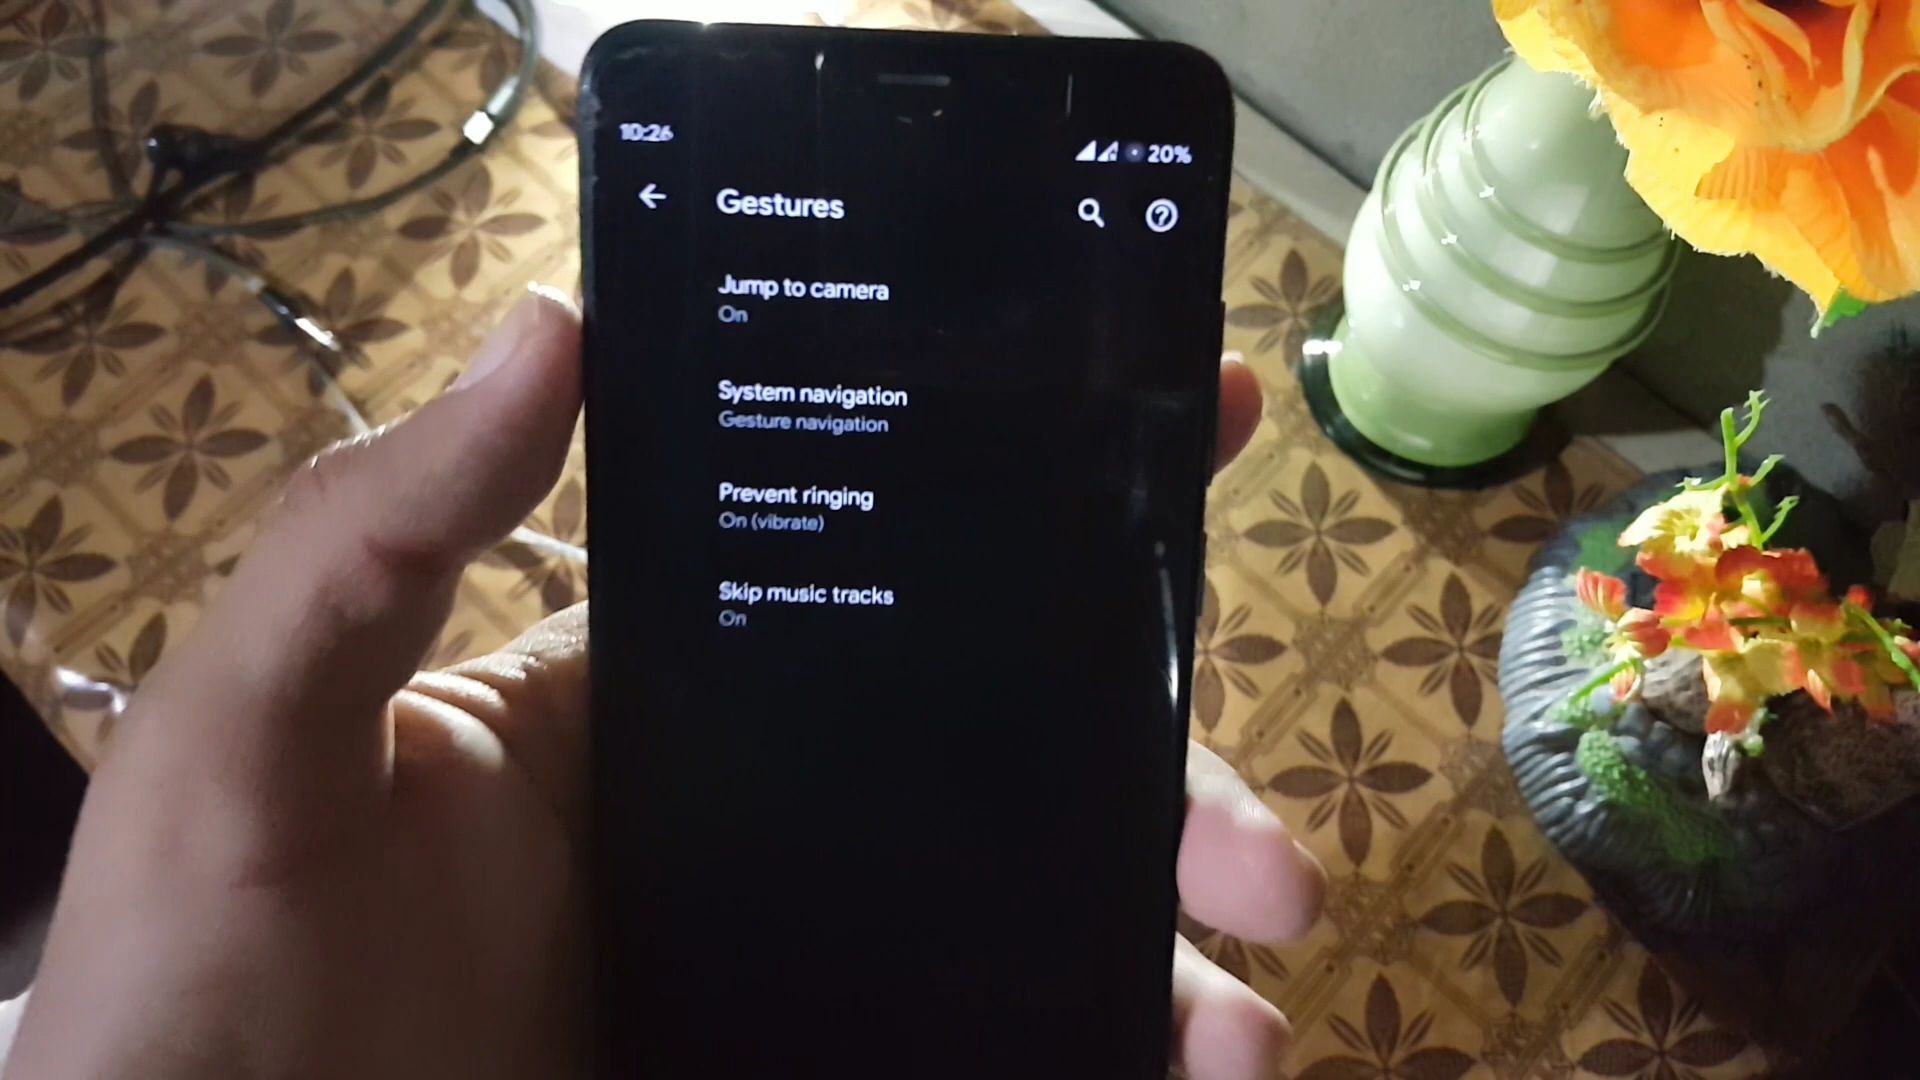 10:26
20%
Gestures
Jump to camera
On
System navigation
Gesture navigation
Prevent ringing
On (vibrate)
Skip music tracks
On